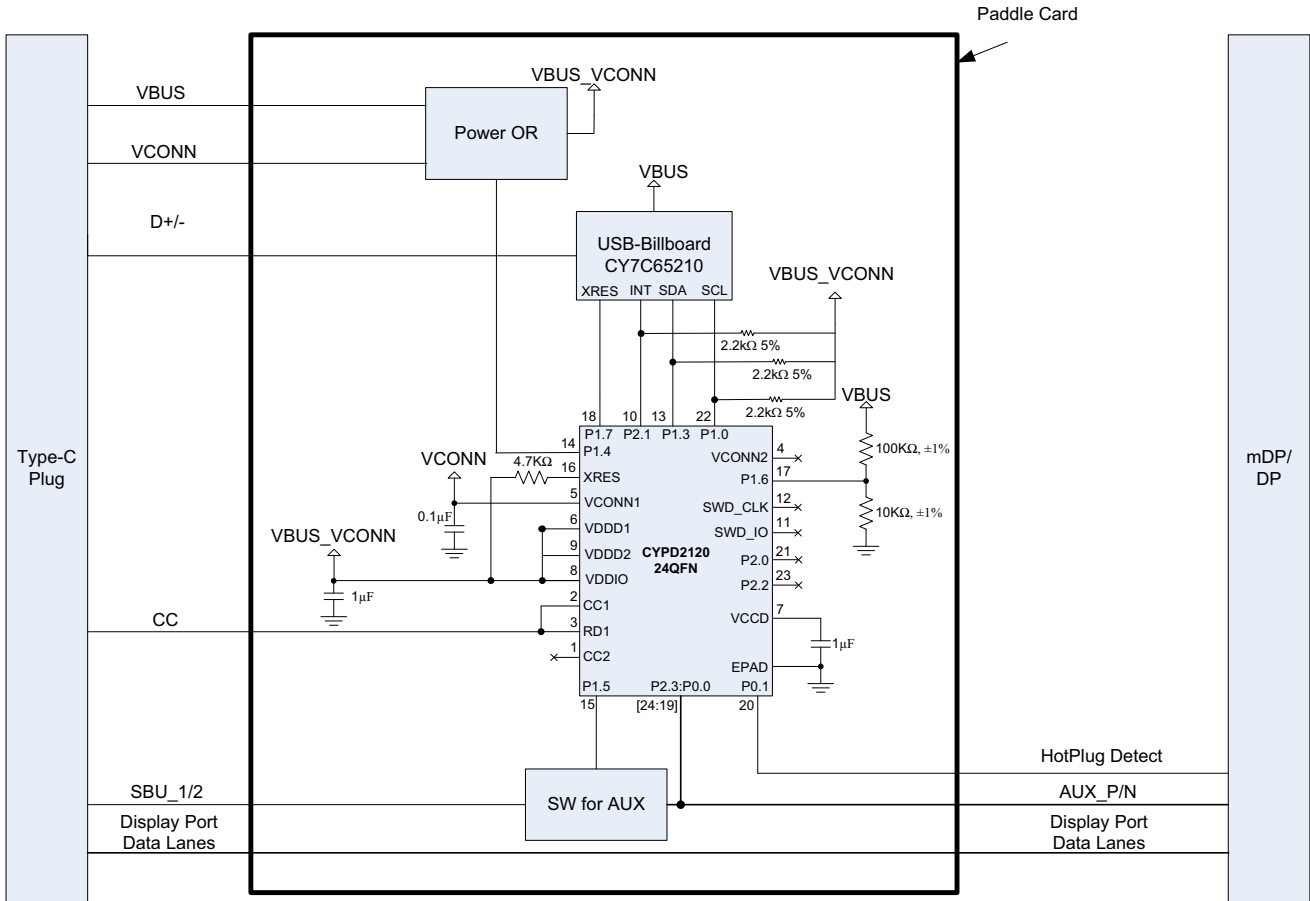 Paddle Card
VBUS_VCONN
VBUS
Power OR
VCONN
VBUS
D+/-
USB-Billboard
CY7C65210
VBUS_VCONN
XRES INT SDA SCL
2.2kΩ 5%
2.2kΩ 5%
VBUS
2.2kΩ 5%
18 10 13 22
P1.7 P2.1 P1.3 P1.0
14 P1.4
100KΩ, ±1%
Type-C
Plug
VCONN
4.7KΩ
16 XRES
VCONN2 4
P1.6 17
mDP/
DP
5 VCONN1
SWD_CLK 12
10KΩ, ±1%
0.1µF
6 VDDD1
SWD_IO 11
VBUS_VCONN
9 VDDD2
CYPD2120
24QFN
P2.0 21
8 VDDIO
P2.2 23
1µF
2 CC1
VCCD 7
CC
3 RD1
1µF
1 CC2
EPAD
P1.5 P2.3:P0.0 P0.1
15 [24:19] 20
HotPlug Detect
SBU_1/2
SW for AUX
AUX_P/N
Display Port
Data Lanes
Display Port
Data Lanes